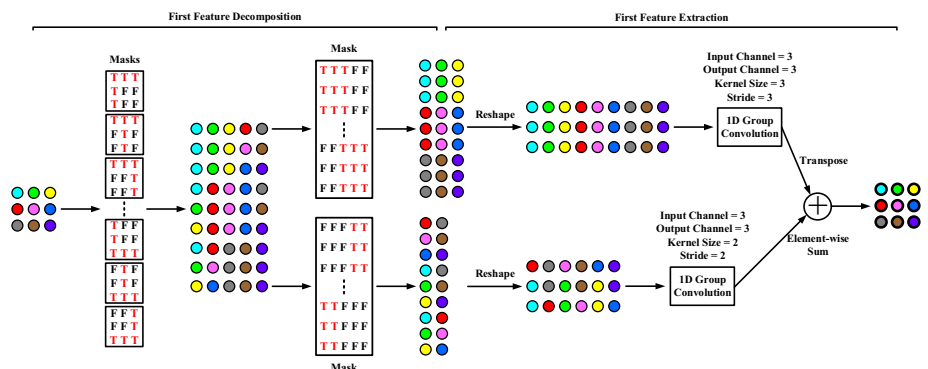 First Feature Decomposition
First Feature Extraction
Masks
T T T
T F F
T F F
T T T
F T F
F T F
T T T
F F T
F F T
T F F
T F F
T T T
F T F
F T F
T T T
F F T
F F T
T T T
Mask
T T T F F
T T T F F
T T T F F
F F T T T
F F T T T
F F T T T
F F F T T
F F F T T
F F F T T
T T F F F
T T F F F
T T F F F
Mask
Reshape
Input Channel = 3
Output Channel = 3
Kernel Size = 3
Stride = 3
1D Group
Convolution
Transpose
Reshape
Input Channel = 3
Output Channel = 3
Kernel Size = 2
Stride = 2
1D Group
Convolution
Element-wise
Sum